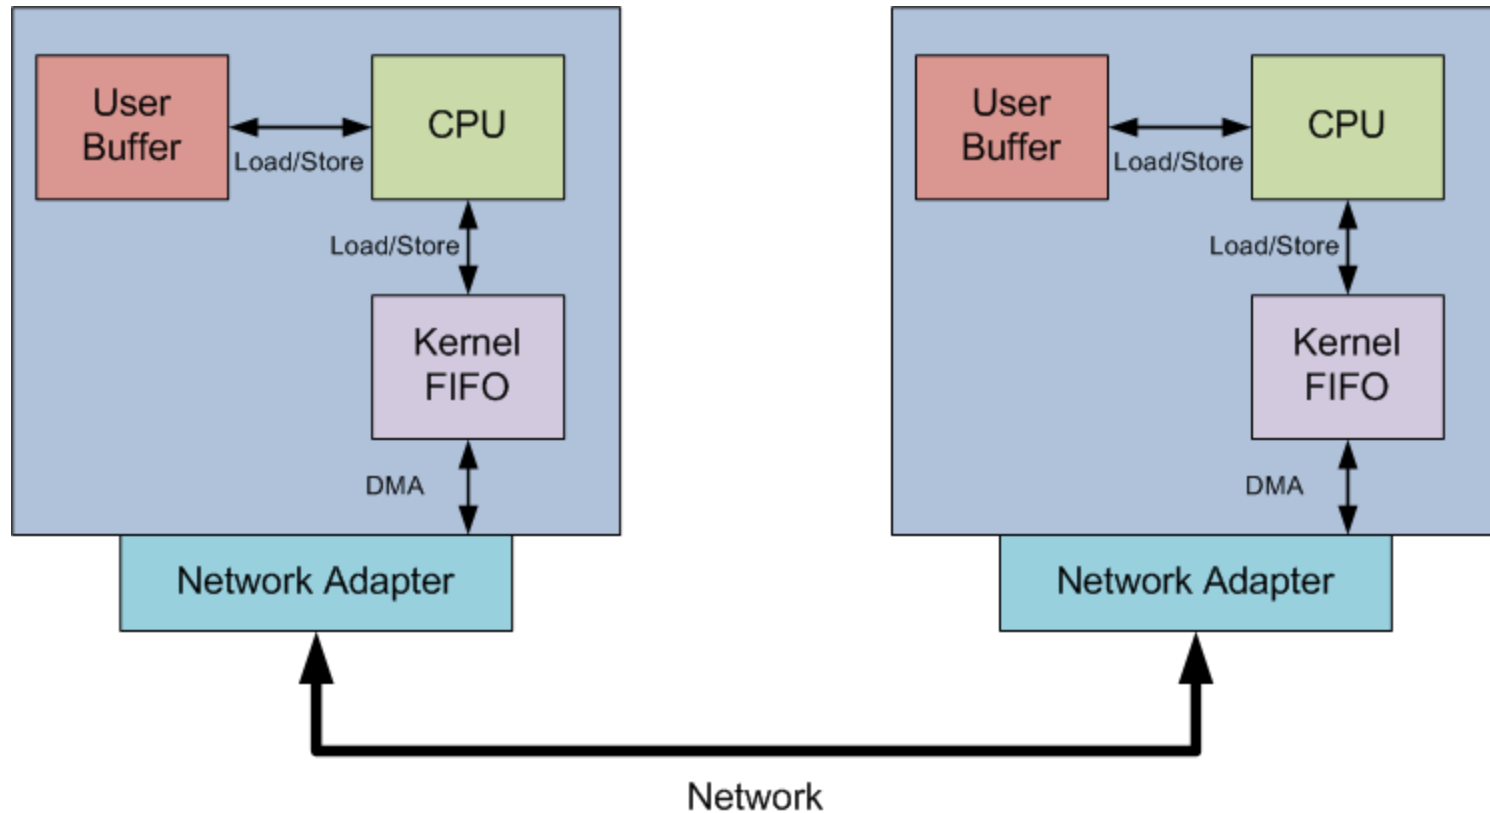 User
Buffer
CPU
Load/Store
Load/Store
Kernel
FIFO
DMA
Network Adapter
User
Buffer
CPU
Load/Store
Load/Store
Kernel
FIFO
DMA
Network Adapter
Network